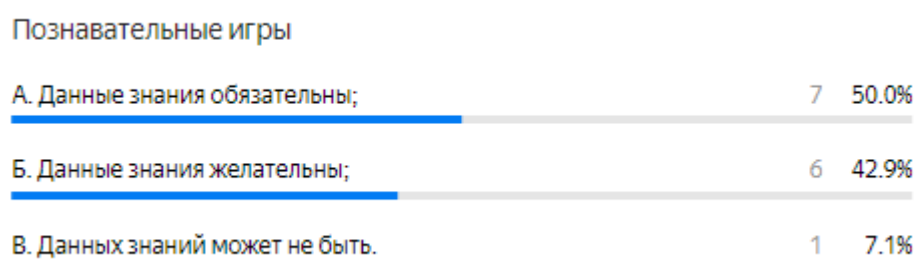 Познавательные игры
А. Данные знания обязательны; 7 50.0%
Б. Данные знания желательны; 6 42.9%
В. Данных знаний может не быть. 1 7.1%